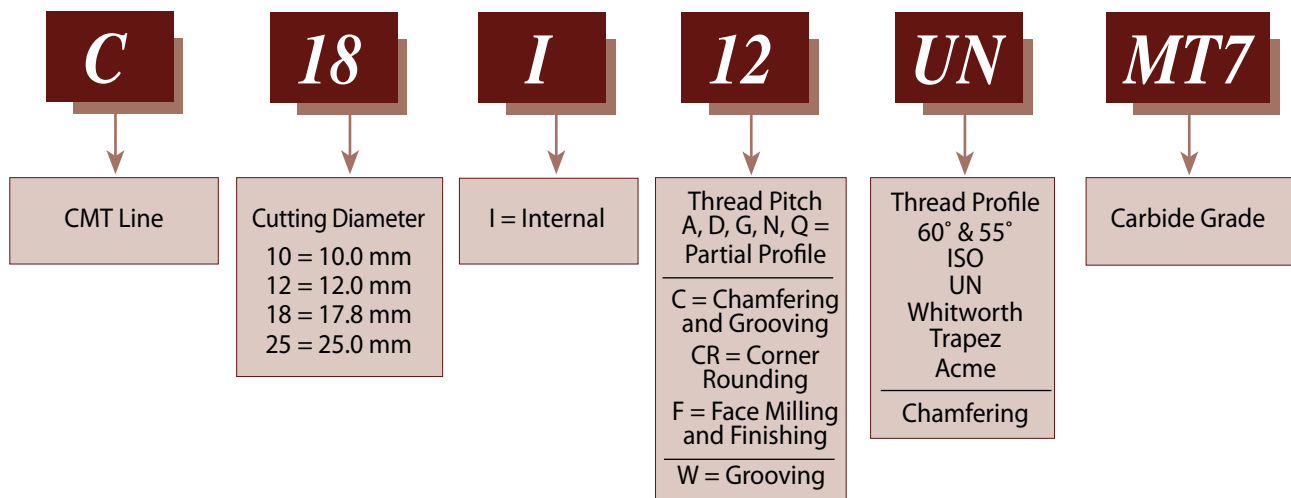 C
18
I
12
UN
MT7
CMT Line
Cutting Diameter
10 = 10.0 mm
12 = 12.0 mm
18 = 17.8 mm
25 = 25.0 mm
I = Internal
Thread Pitch
A, D, G, N, Q =
Partial Profile
C = Chamfering
and Grooving
CR = Corner
Rounding
F = Face Milling
and Finishing
W = Grooving
Thread Profile
60° & 55°
ISO
UN
Whitworth
Trapez
Acme
Chamfering
Carbide Grade